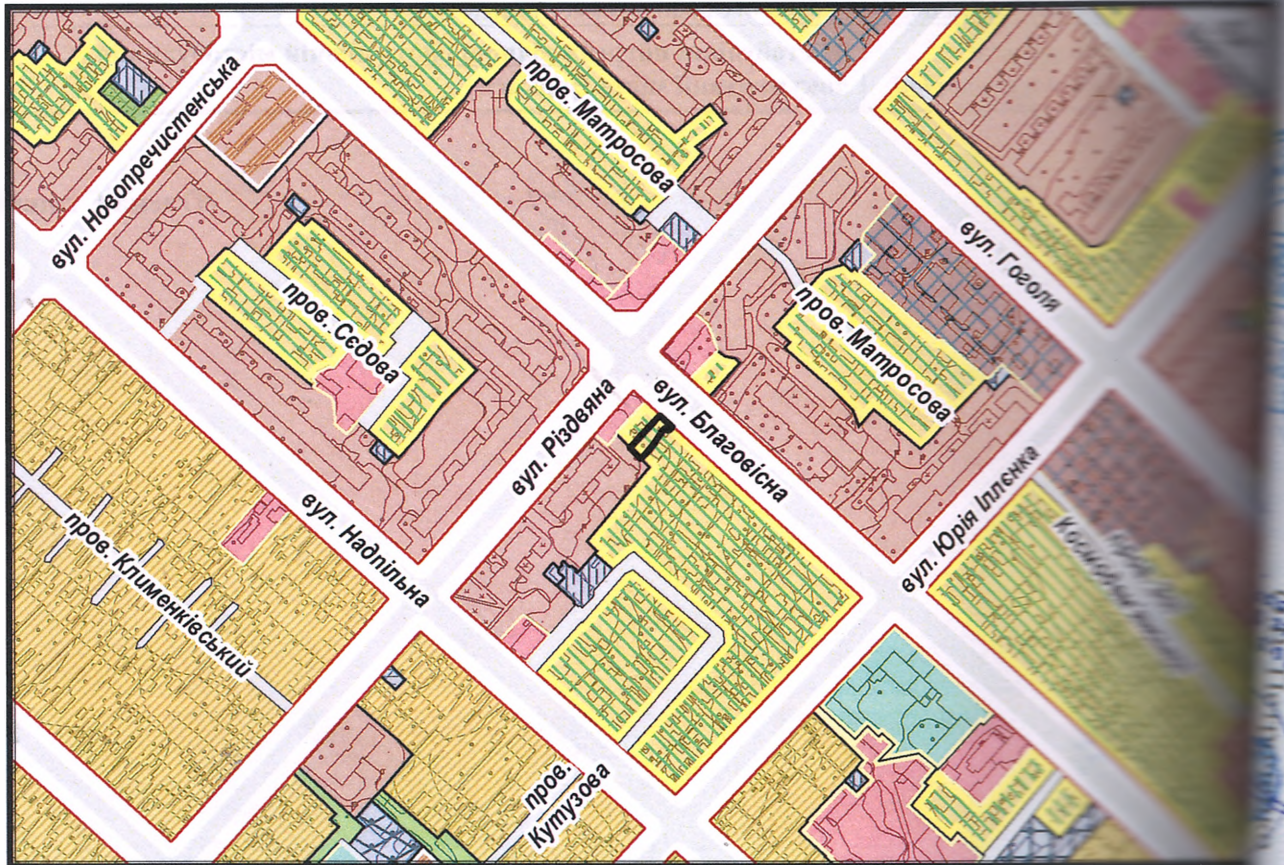 вул. Новопречистенська
пров. Матросова
вул. Гоголя
пров. Сєдова
пров. Матросова
вул. Різдвяна
вул. Благовісна
вул. Надпільна
вул. Юрія Іллєнка
пров. Клименківський
пров.
Кутузова